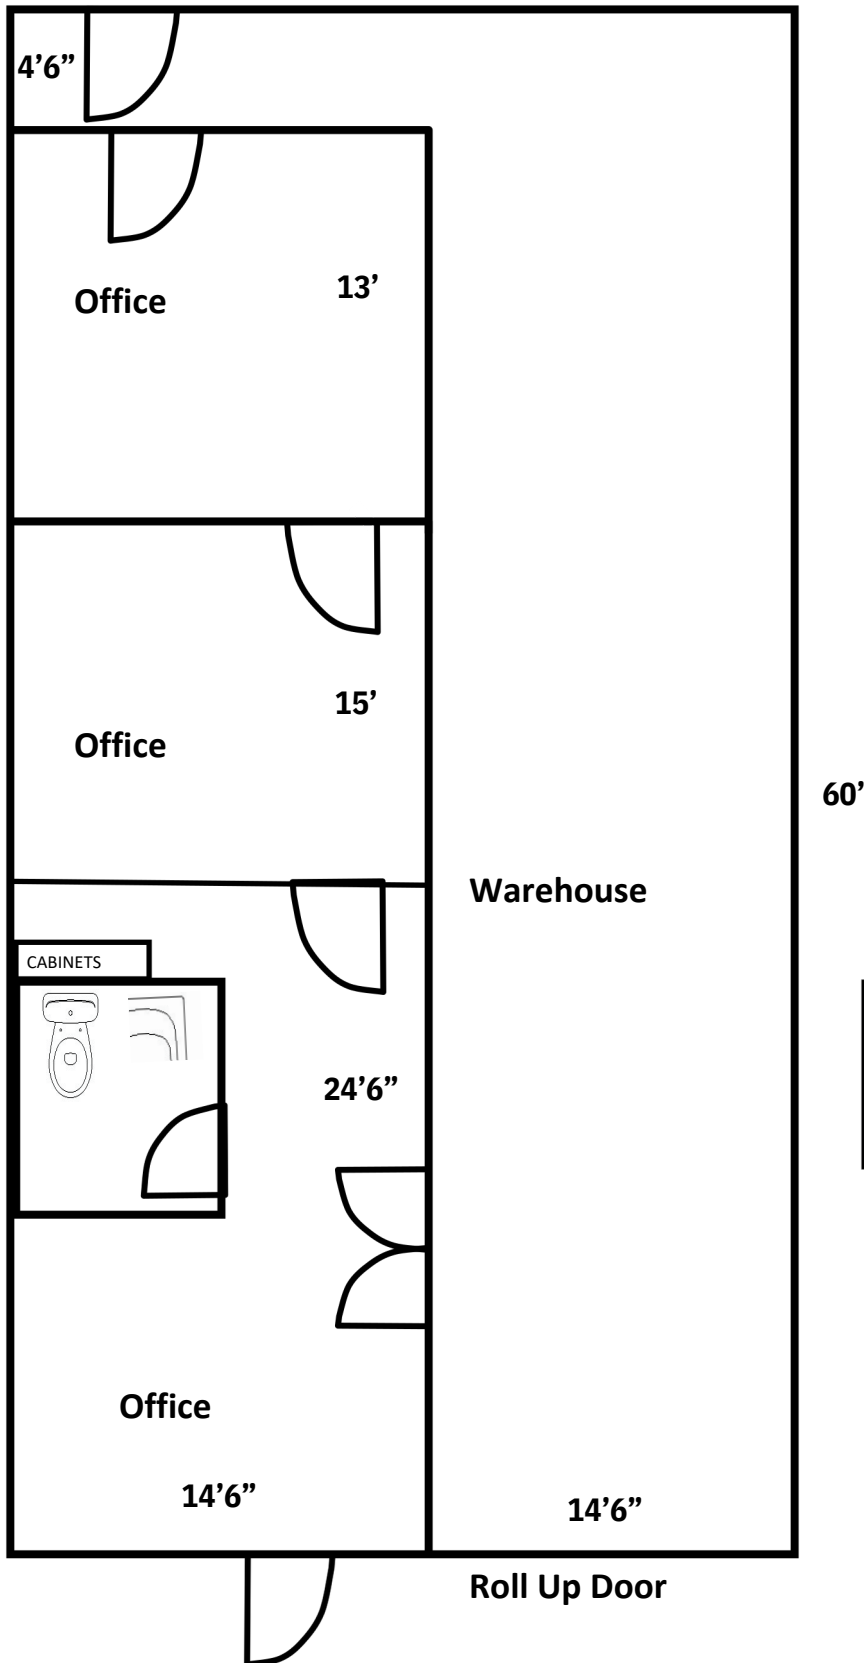 4’6”
Office
13’
15’
Office
60’
Warehouse
CABINETS
24’6”
Office
14’6”
14’6”
Roll Up Door